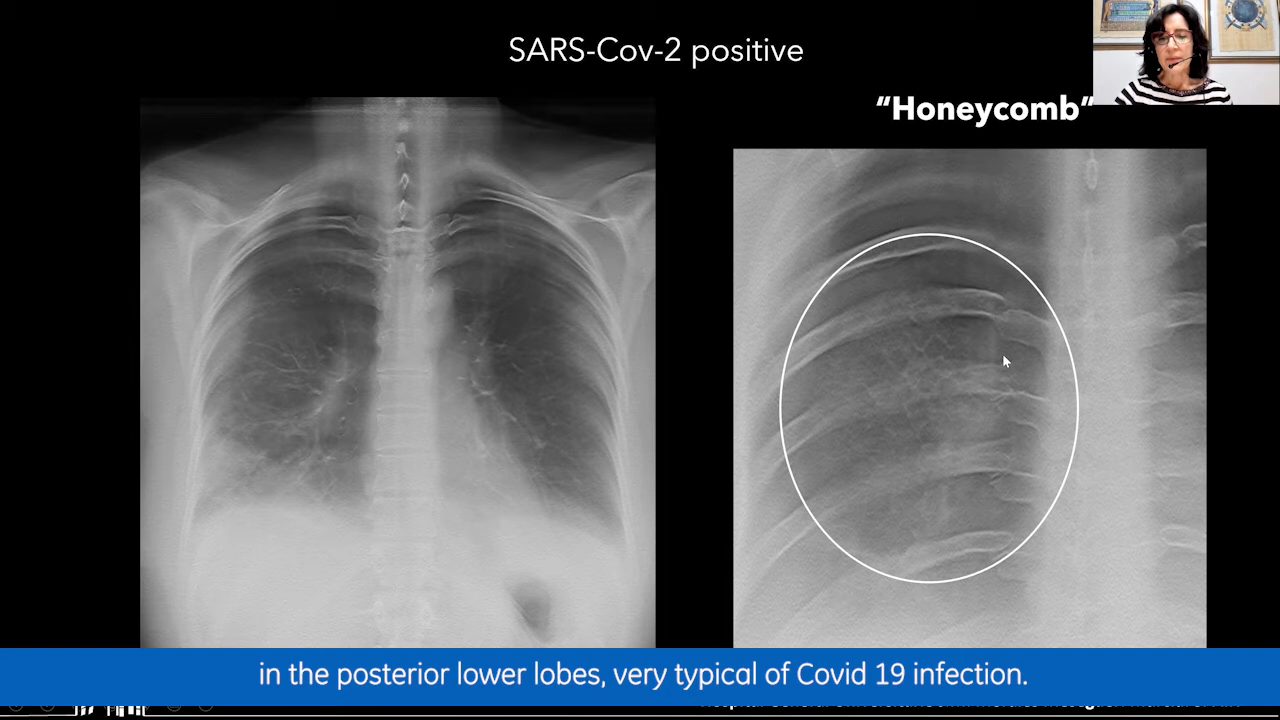 SARS-Cov-2 positive
“Honeycomb“
in the posterior lower lobes, very typical of Covid 19 infection.